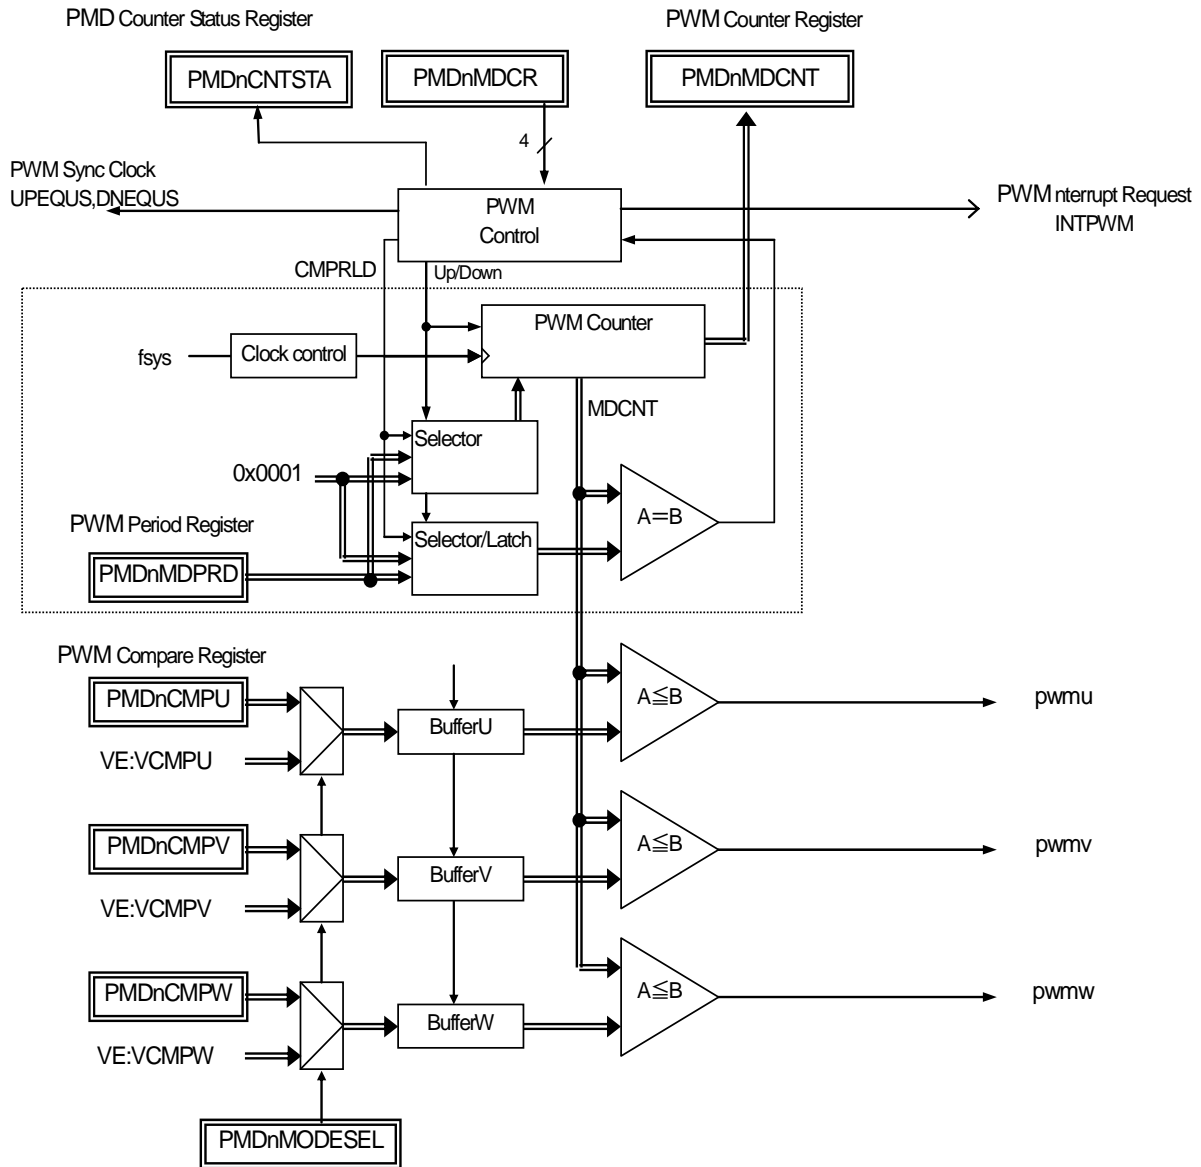 PMD Counter Status Register
PWM Counter Register
PMDnCNTSTA
PMDnMDCR
PMDnMDCNT
4
PWM Sync Clock
UPEQUS,DNEQUS
PWM
Control
PWM nterrupt Request
INTPWM
CMPRLD
Up/Down
PWM Counter
fsys
Clock control
MDCNT
Selector
0x0001
A=B
PWM Period Register
Selector/Latch
PMDnMDPRD
PWM Compare Register
PMDnCMPU
A≦B
pwmu
BufferU
VE:VCMPU
PMDnCMPV
A≦B
pwmv
BufferV
VE:VCMPV
PMDnCMPW
A≦B
pwmw
BufferW
VE:VCMPW
PMDnMODESEL